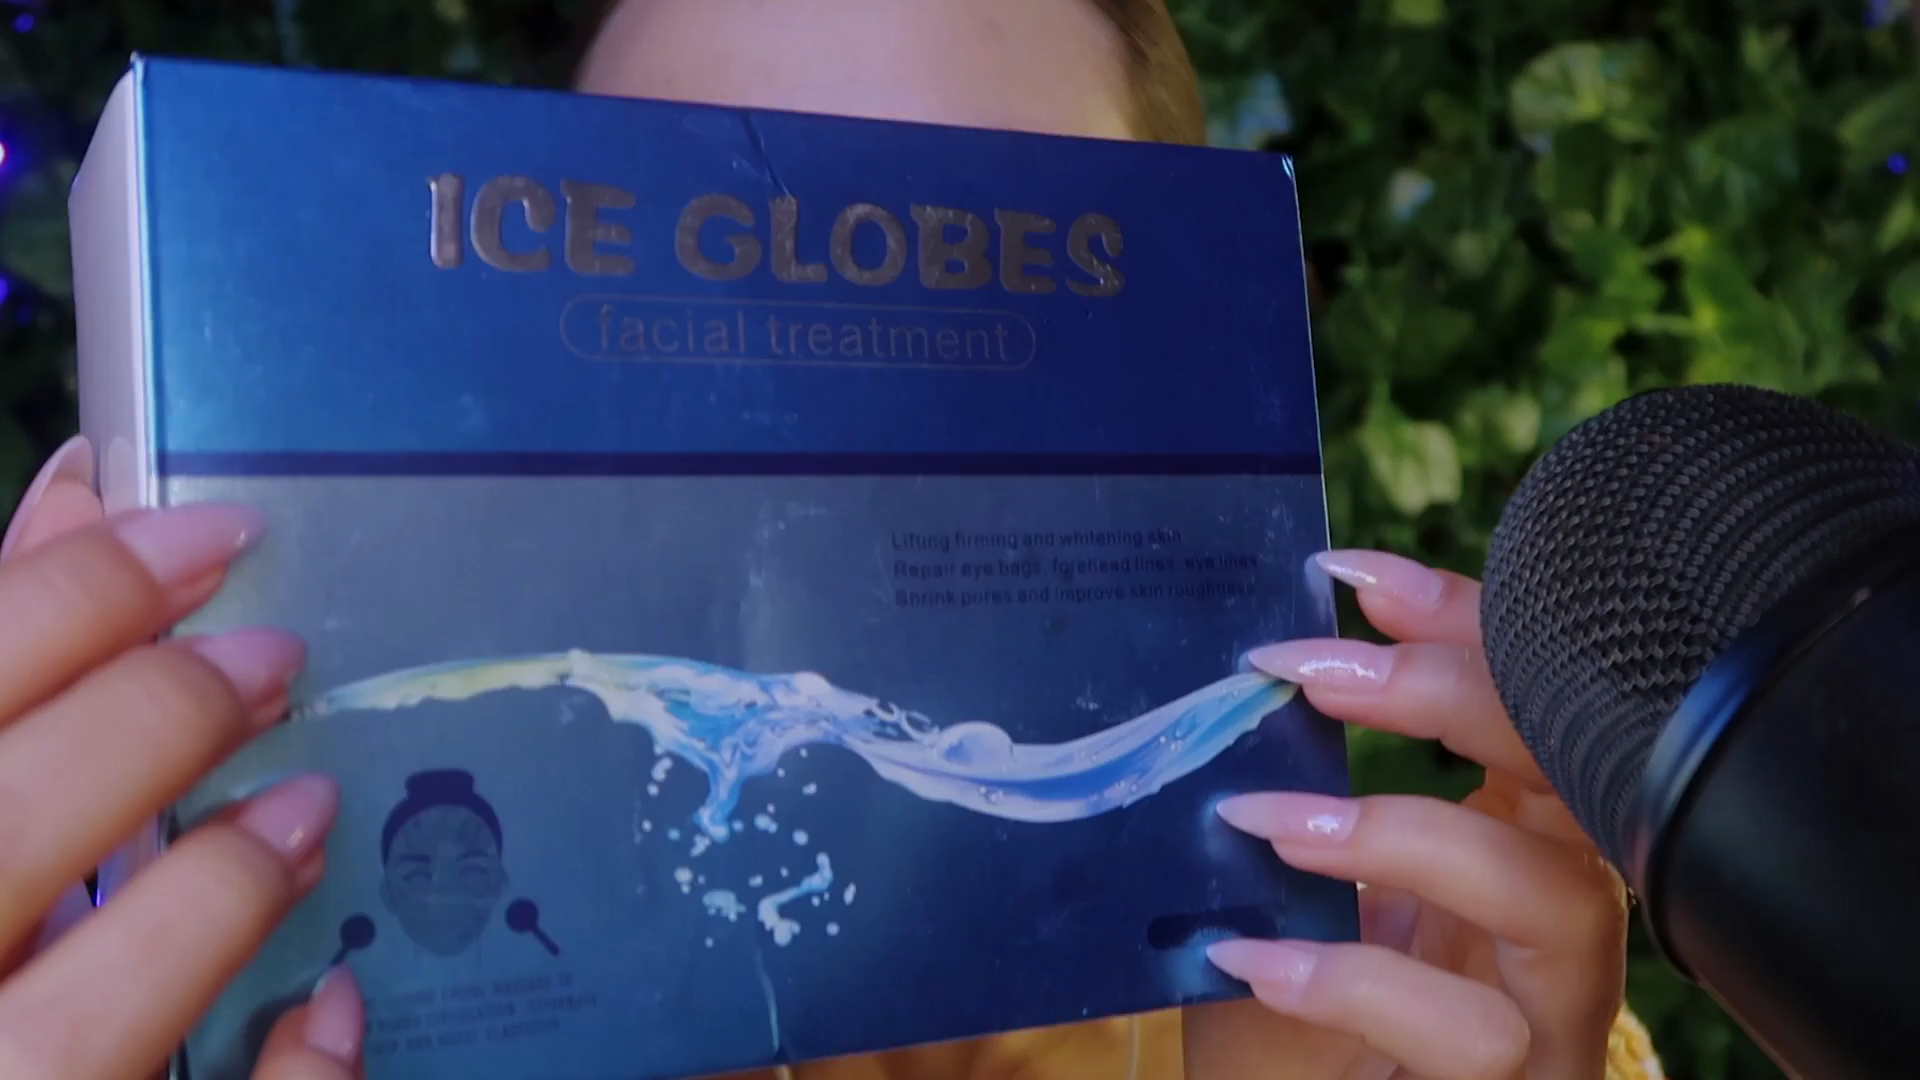 ICE GLOBES
facial treatment
Lifting firming and whitening skin
Repair eye bags, forehead lines, eye lines
Shrink pores and improve skin roughness